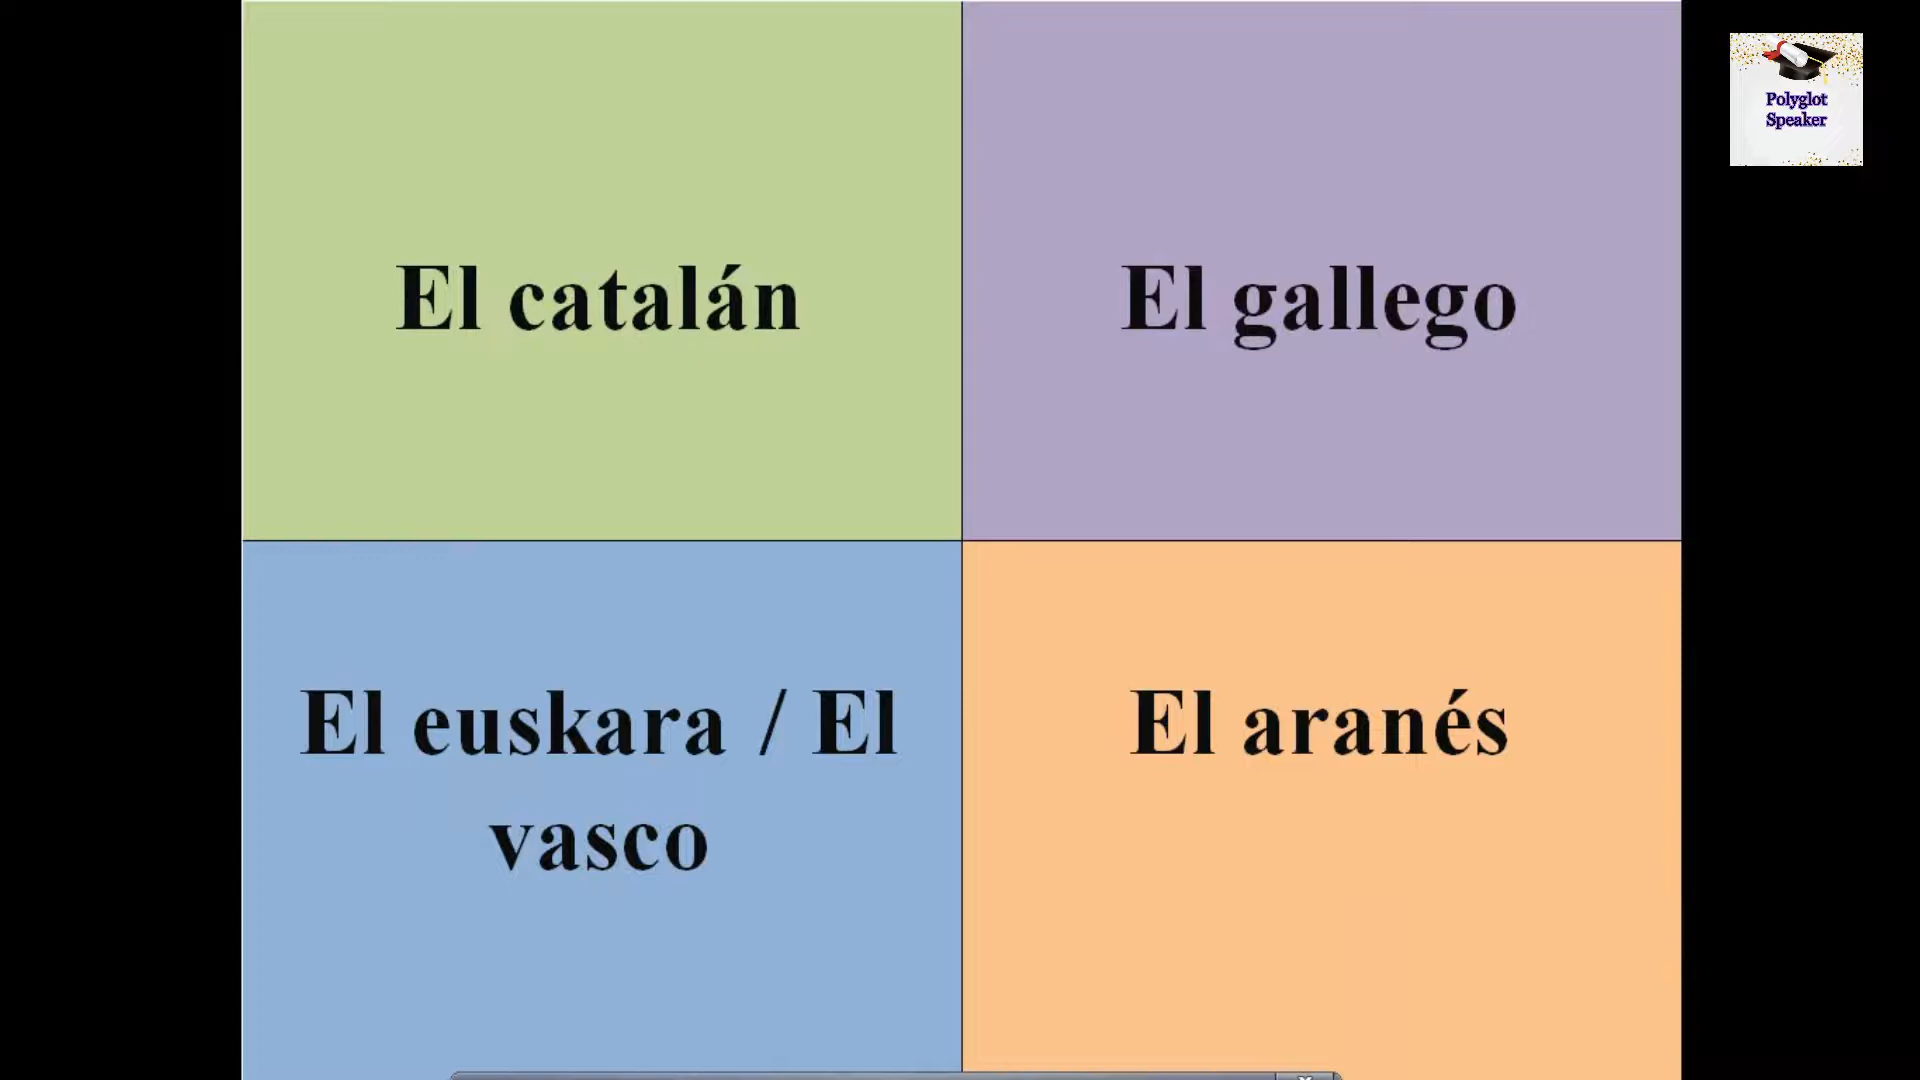 El catalán
El gallego
El euskara / El
vasco
El aranés
Polyglot
Speaker